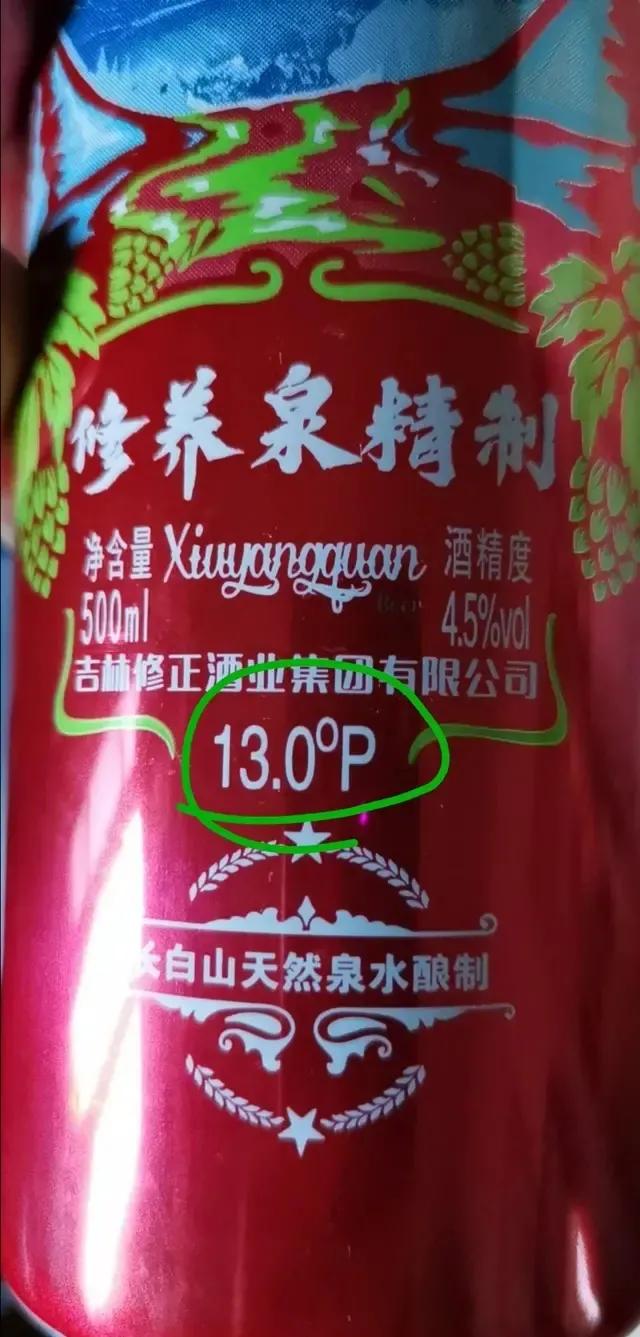 修养泉精制
净含量 Xiuyangquan 酒精度
500ml Beer 4.5%vol
吉林修正酒业集团有限公司
13.0°P
长白山天然泉水酿制